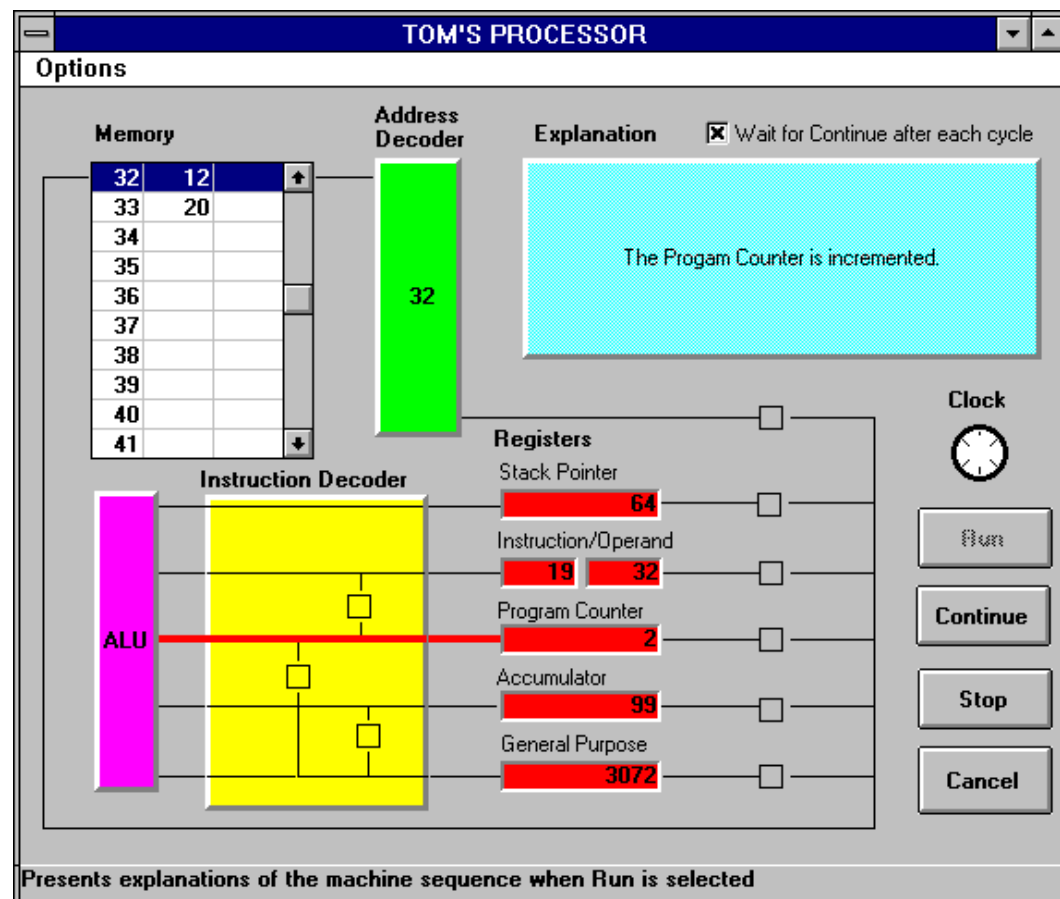 TOM'S PROCESSOR
Options
Memory
Address
Decoder
Explanation
Wait for Continue after each cycle
32 12
33 20
34
35
36
37
38
39
40
41
32
The Progam Counter is incremented.
Clock
Registers
Stack Pointer
64
Instruction Decoder
Instruction/Operand
19 32
Run
Program Counter
2
Continue
ALU
Accumulator
99
Stop
General Purpose
3072
Cancel
Presents explanations of the machine sequence when Run is selected